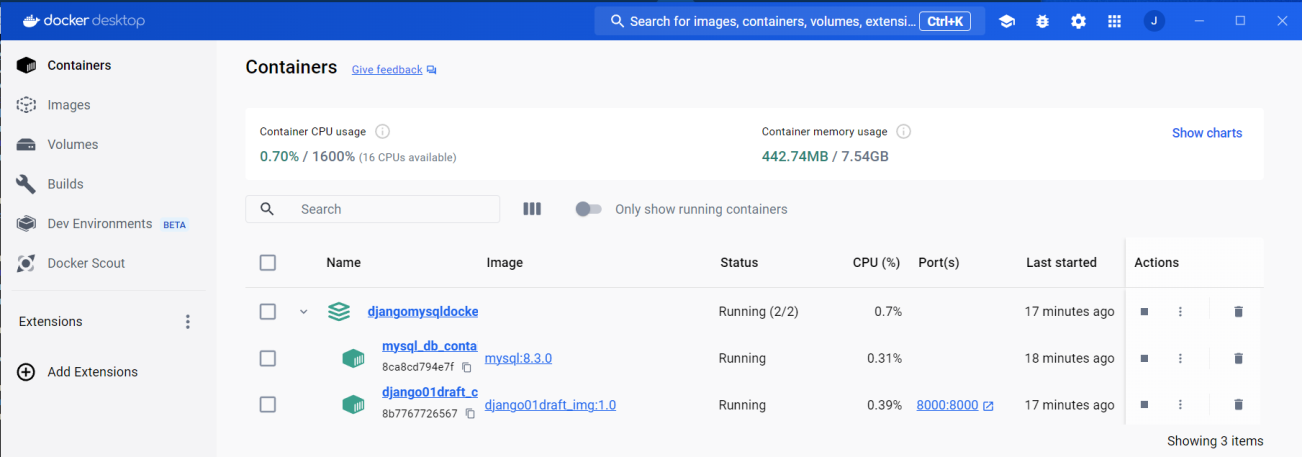 docker desktop
Search for images, containers, volumes, extensi... Ctrl+K
J
Containers
Images
Volumes
Builds
Dev Environments BETA
Docker Scout
Extensions
Add Extensions
Containers Give feedback
Container CPU usage
0.70% / 1600% (16 CPUs available)
Container memory usage
442.74MB / 7.54GB
Show charts
Search
Only show running containers
Name Image Status CPU (%) Port(s) Last started Actions
djangomysqldocke Running (2/2) 0.7% 17 minutes ago
mysql_db_conta
8ca8cd794e7f
mysql:8.3.0 Running 0.31% 18 minutes ago
django01draft_c
8b7767726567
django01draft_img:1.0 Running 0.39% 8000:8000 17 minutes ago
Showing 3 items